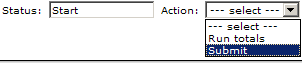 Status: Start Action: --- select ---
--- select ---
Run totals
Submit